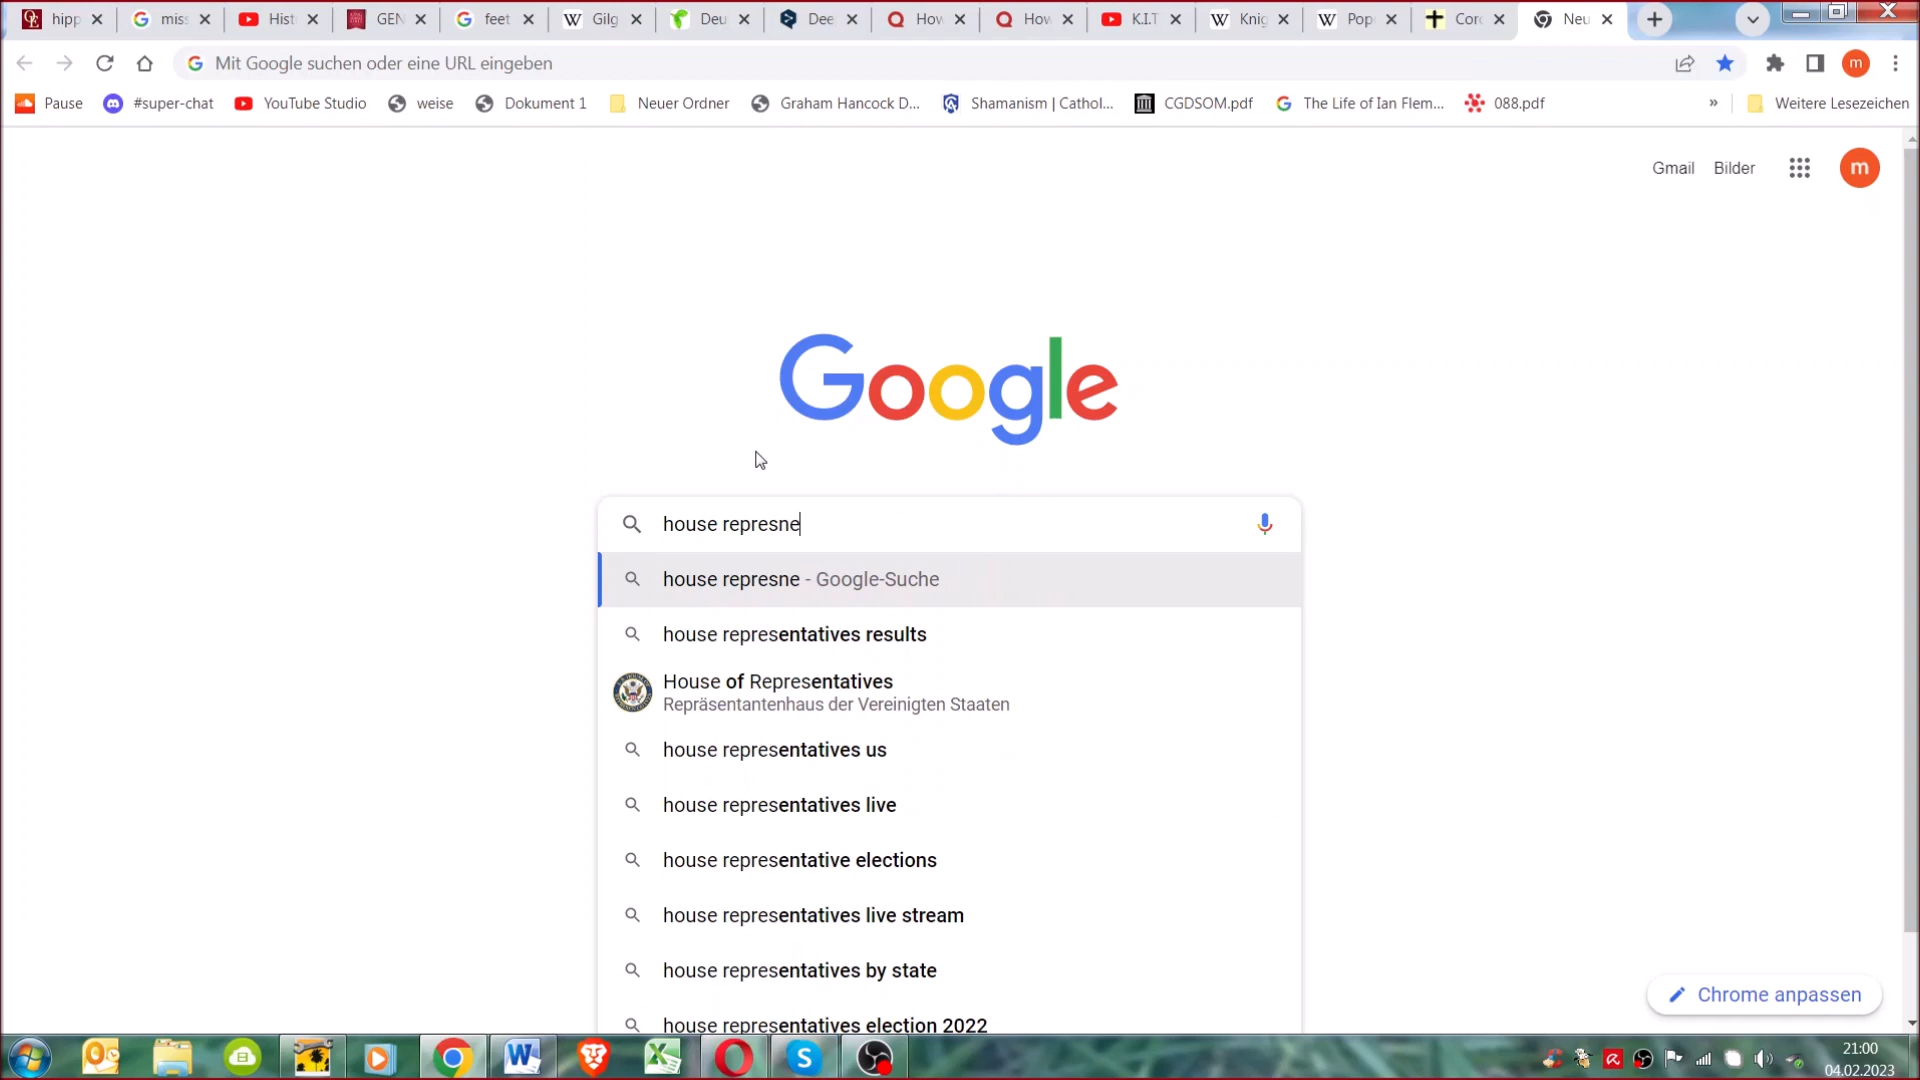 hipp
miss
Hist
GEN
feet
Gilg
Deu
Dee
How
How
K.I.T
Knig
Pop
Corc
Neu
Mit Google suchen oder eine URL eingeben
m
Pause
#super-chat
YouTube Studio
weise
Dokument 1
Neuer Ordner
Graham Hancock D...
Shamanism | Cathol...
CGDSOM.pdf
The Life of Ian Flem...
088.pdf
»
Weitere Lesezeichen
Gmail
Bilder
m
Google
house represne
house represne - Google-Suche
house representatives results
House of Representatives
Repräsentantenhaus der Vereinigten Staaten
house representatives us
house representatives live
house representative elections
house representatives live stream
house representatives by state
house representatives election 2022
Chrome anpassen
21:00
04.02.2023